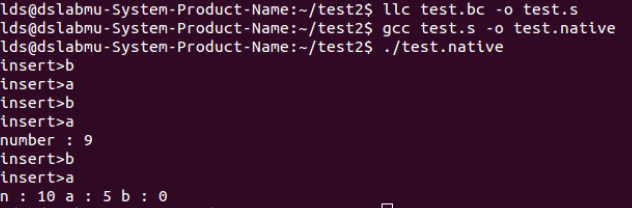 lds@dslabmu-System-Product-Name:~/test2$ llc test.bc -o test.s
lds@dslabmu-System-Product-Name:~/test2$ gcc test.s -o test.native
lds@dslabmu-System-Product-Name:~/test2$ ./test.native
insert>b
insert>a
insert>b
insert>a
number : 9
insert>b
insert>a
n : 10 a : 5 b : 0